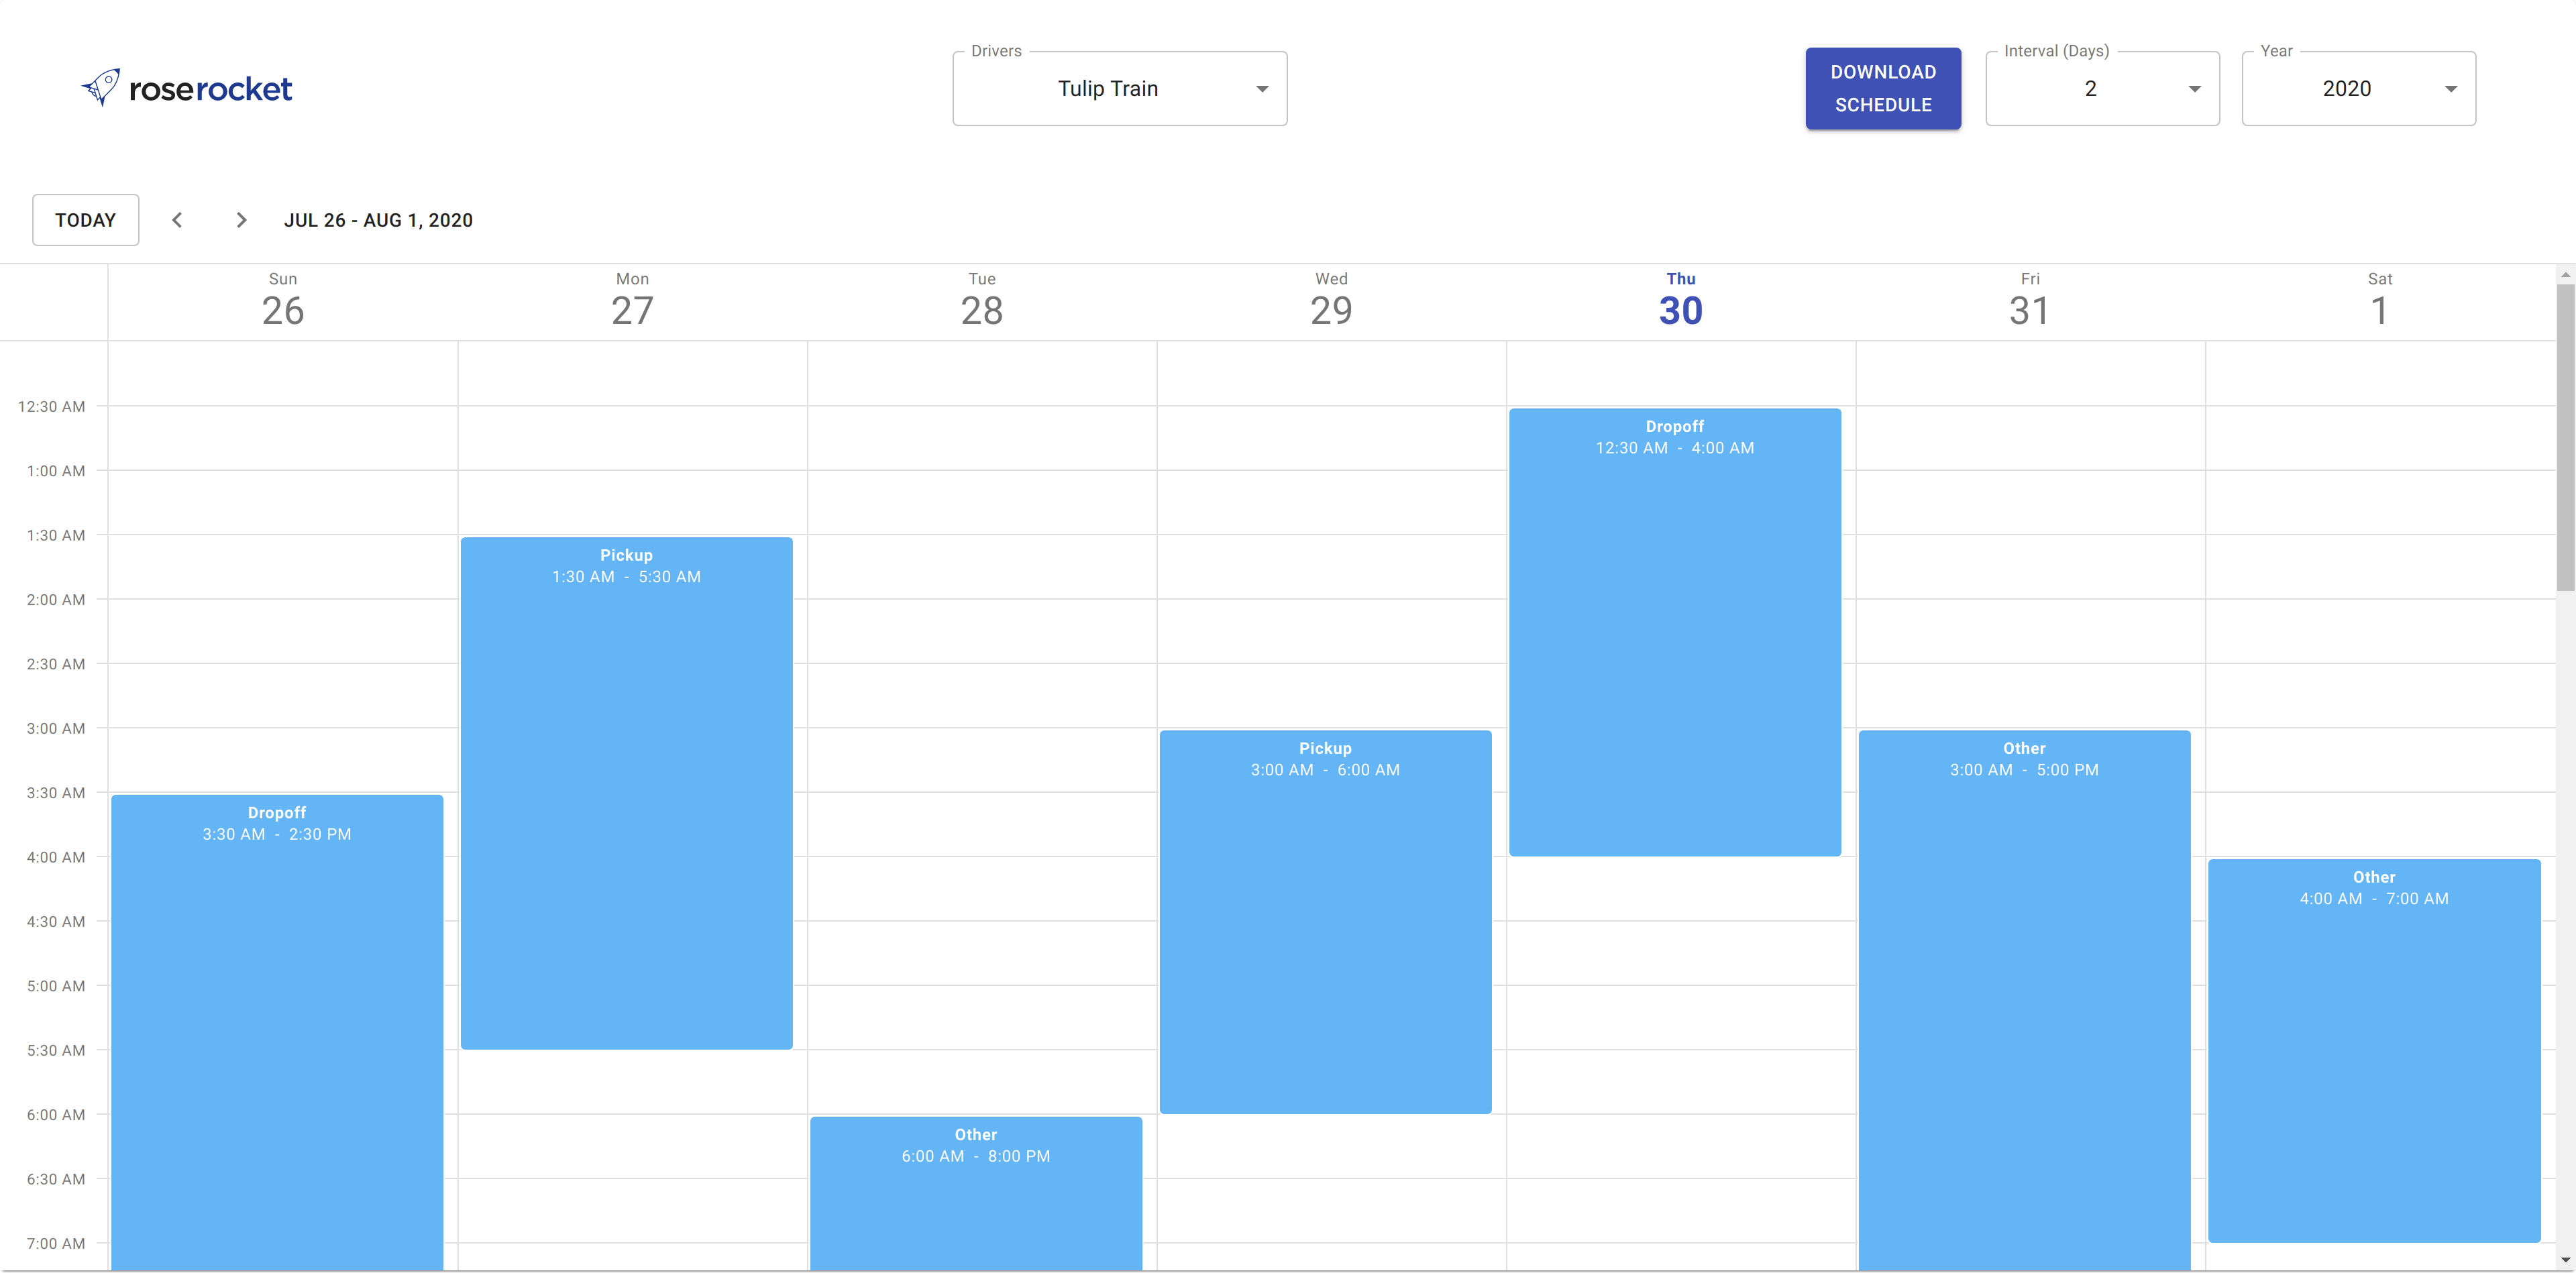 roserocket
Drivers
Tulip Train
DOWNLOAD
SCHEDULE
Interval (Days)
2
Year
2020
TODAY
JUL 26 - AUG 1, 2020
Sun
26
Mon
27
Tue
28
Wed
29
Thu
30
Fri
31
Sat
1
12:30 AM
1:00 AM
1:30 AM
2:00 AM
2:30 AM
3:00 AM
3:30 AM
4:00 AM
4:30 AM
5:00 AM
5:30 AM
6:00 AM
6:30 AM
7:00 AM
Dropoff
3:30 AM - 2:30 PM
Pickup
1:30 AM - 5:30 AM
Other
6:00 AM - 8:00 PM
Pickup
3:00 AM - 6:00 AM
Dropoff
12:30 AM - 4:00 AM
Other
3:00 AM - 5:00 PM
Other
4:00 AM - 7:00 AM